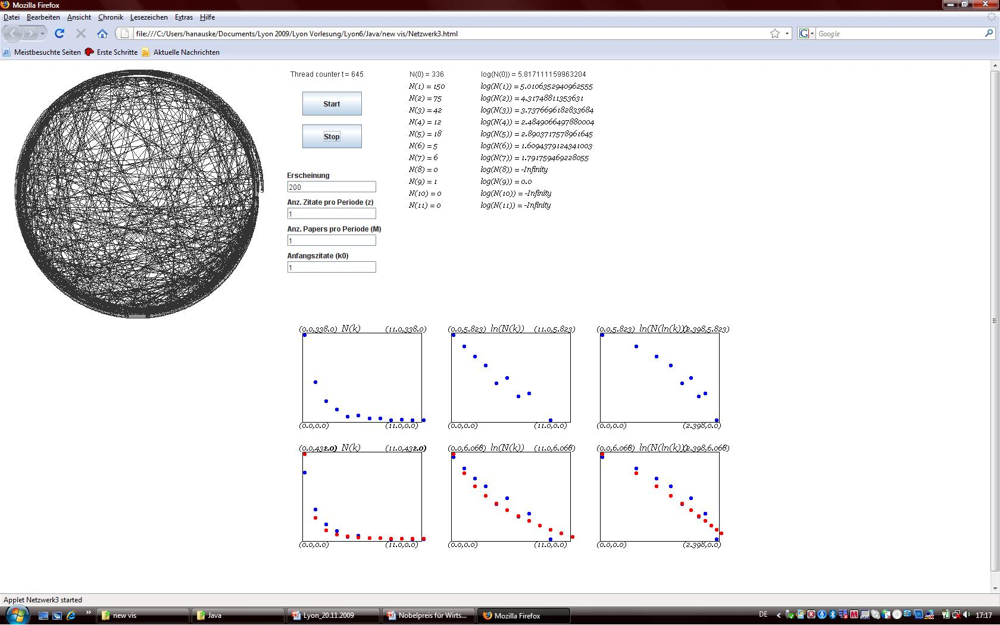 Mozilla Firefox
Datei Bearbeiten Ansicht Chronik Lesezeichen Extras Hilfe
file:///C:/Users/hanauske/Documents/Lyon 2009/Lyon Vorlesung/Lyon6/Java/new vis/Netzwerk3.html
G Google
Meistbesuchte Seiten Erste Schritte Aktuelle Nachrichten
Thread counter t = 645
Start
Stop
Erscheinung
200
Anz. Zitate pro Periode (z)
1
Anz. Papers pro Periode (M)
1
Anfangszitate (k0)
1
N(0) = 336 log(N(0)) = 5.817111159963204
N(1) = 150 log(N(1)) = 5.0106352940962555
N(2) = 75 log(N(2)) = 4.31748811353631
N(3) = 42 log(N(3)) = 3.7376696182833684
N(4) = 12 log(N(4)) = 2.4849066497880004
N(5) = 18 log(N(5)) = 2.8903717578961645
N(6) = 5 log(N(6)) = 1.6094379124341003
N(7) = 6 log(N(7)) = 1.791759469228055
N(8) = 0 log(N(8)) = -Infinity
N(9) = 1 log(N(9)) = 0.0
N(10) = 0 log(N(10)) = -Infinity
N(11) = 0 log(N(11)) = -Infinity
(0.0,338.0) N(k) (11.0,338.0) (0.0,5.823) ln(N(k)) (11.0,5.823) (0.0,5.823) ln(N(ln(k))) (2.398,5.823)
(0.0,0.0) (11.0,0.0) (0.0,0.0) (11.0,0.0) (0.0,0.0) (2.398,0.0)
N(k) (0.0,6.066) ln(N(k)) (11.0,6.066) (0.0,6.066) ln(N(ln(k))) (2.398,6.066)
(0.0,0.0) (11.0,0.0) (0.0,0.0) (11.0,0.0) (0.0,0.0) (2.398,0.0)
Applet Netzwerk3 started
new vis Java Lyon_20.11.2009 Nobelpreis für Wirts... Mozilla Firefox DE 17:17